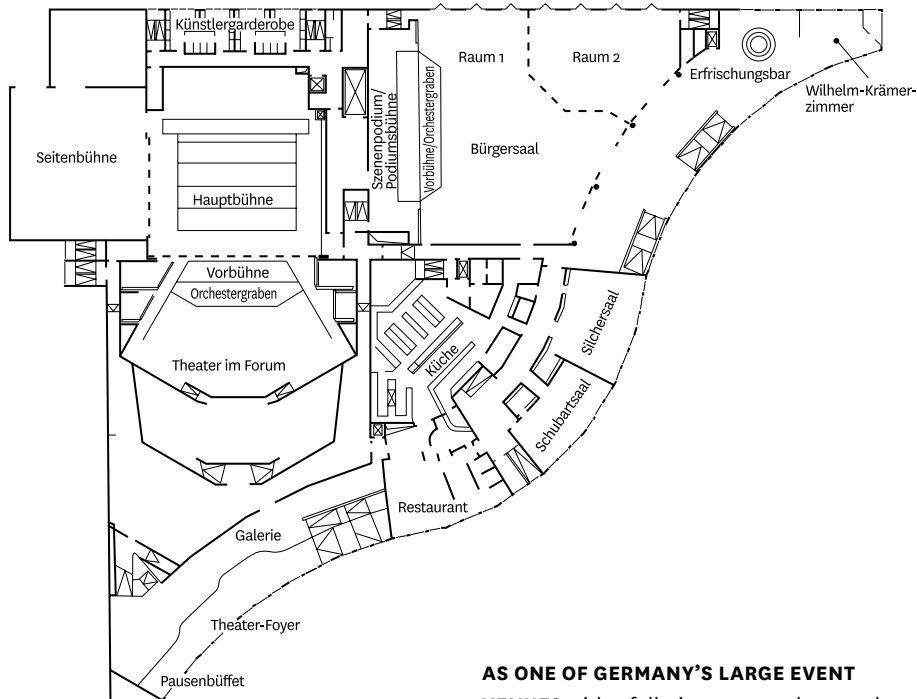 Künstlergarderobe
Raum 1
Raum 2
Erfrischungsbar
Wilhelm-Krämer-
zimmer
Seitenbühne
Szenenpodium/
Podiumsbühne
Vorbühne/Orchestergraben
Bürgersaal
Hauptbühne
Vorbühne
Orchestergraben
Theater im Forum
Küche
Silchersaal
Schubartsaal
Restaurant
Galerie
Theater-Foyer
Pausenbüffet
AS ONE OF GERMANY'S LARGE EVENT